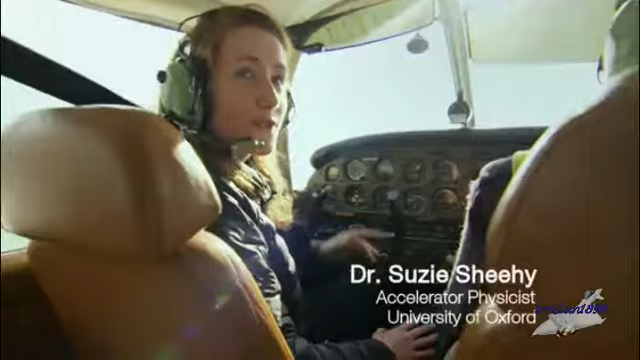 Dr. Suzie Sheehy
Accelerator Physicist
University of Oxford